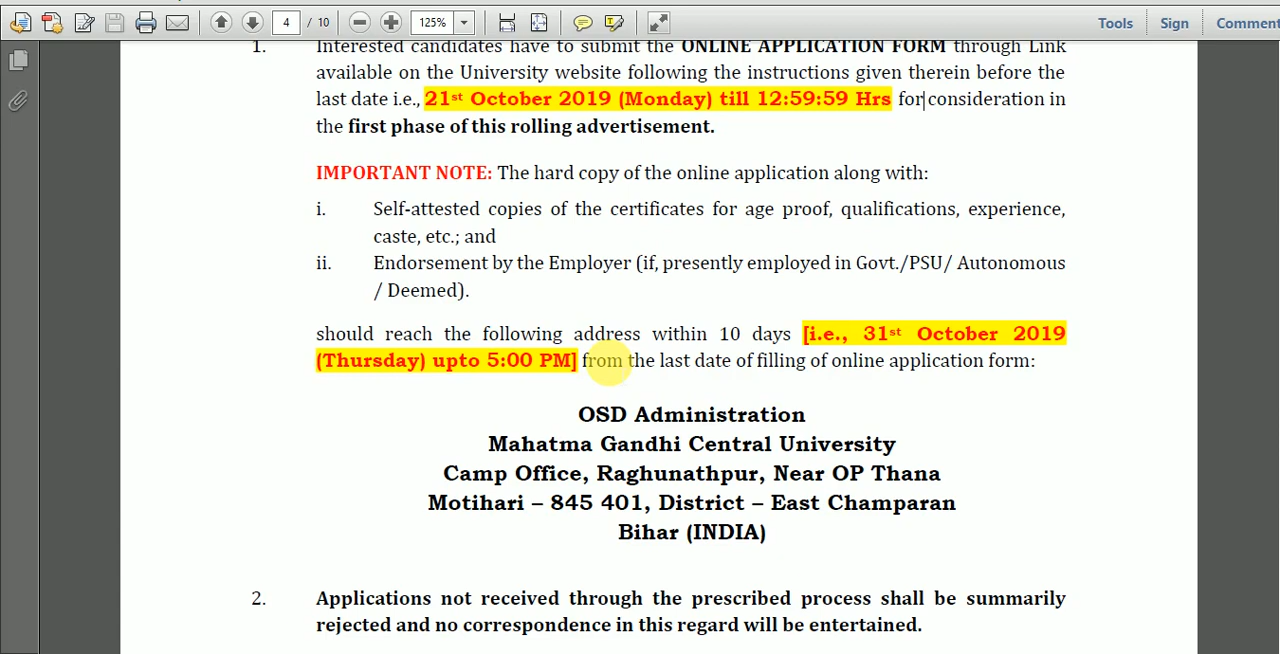 4 / 10 125% Tools Sign Comment
1. Interested candidates have to submit the ONLINE APPLICATION FORM through Link
available on the University website following the instructions given therein before the
last date i.e., 21st October 2019 (Monday) till 12:59:59 Hrs for consideration in
the first phase of this rolling advertisement.
IMPORTANT NOTE: The hard copy of the online application along with:
i. Self-attested copies of the certificates for age proof, qualifications, experience,
caste, etc.; and
ii. Endorsement by the Employer (if, presently employed in Govt./PSU/ Autonomous
/ Deemed).
should reach the following address within 10 days [i.e., 31st October 2019
(Thursday) upto 5:00 PM] from the last date of filling of online application form:
OSD Administration
Mahatma Gandhi Central University
Camp Office, Raghunathpur, Near OP Thana
Motihari – 845 401, District – East Champaran
Bihar (INDIA)
2. Applications not received through the prescribed process shall be summarily
rejected and no correspondence in this regard will be entertained.